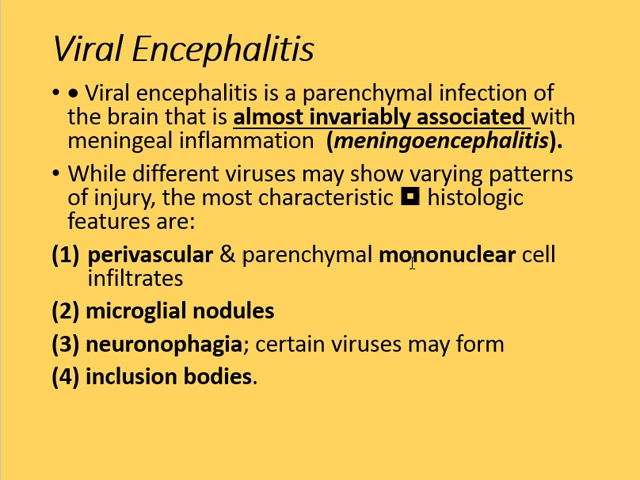 Viral Encephalitis
• • Viral encephalitis is a parenchymal infection of
the brain that is almost invariably associated with
meningeal inflammation (meningoencephalitis).
• While different viruses may show varying patterns
of injury, the most characteristic ◘ histologic
features are:
(1) perivascular & parenchymal mononuclear cell
infiltrates
(2) microglial nodules
(3) neuronophagia; certain viruses may form
(4) inclusion bodies.